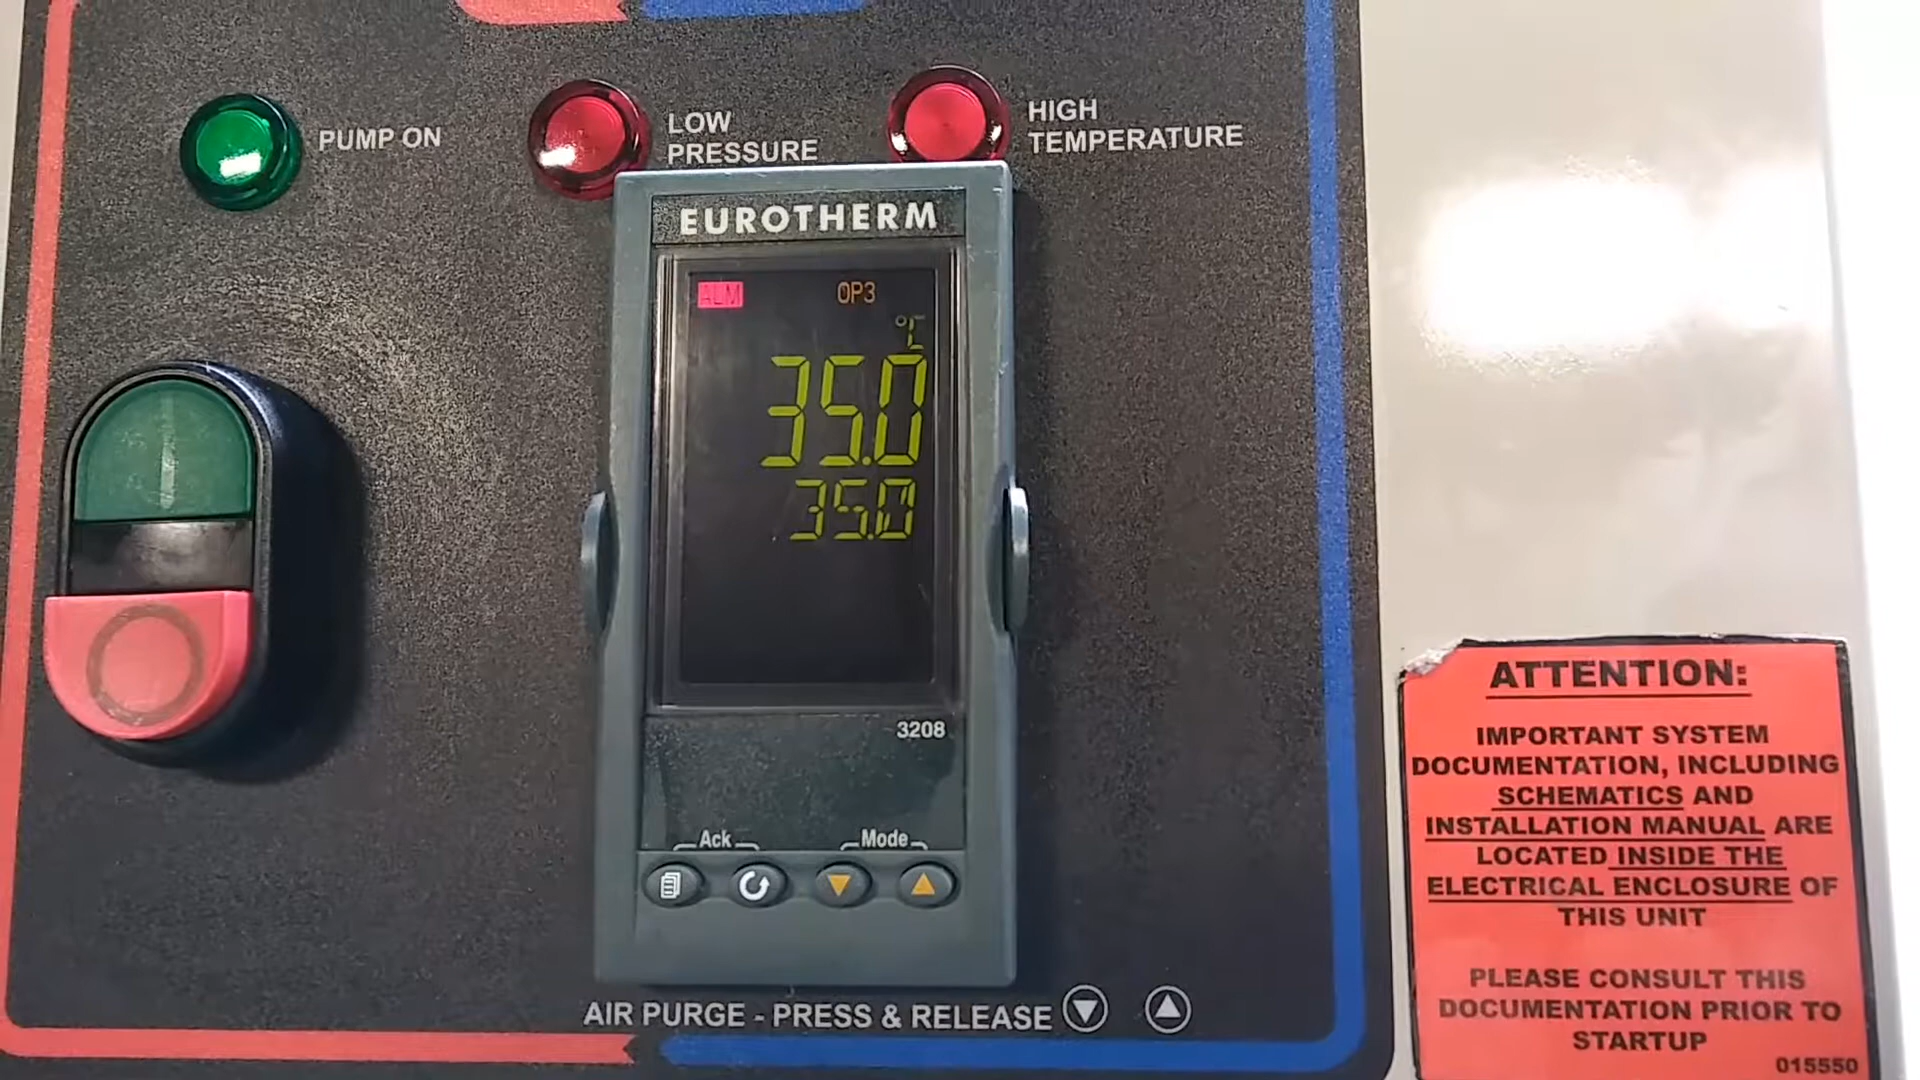 PUMP ON
LOW
PRESSURE
HIGH
TEMPERATURE
EUROTHERM
ALM
OP3
°C
35.0
35.0
3208
Ack
Mode
AIR PURGE - PRESS & RELEASE
ATTENTION:
IMPORTANT SYSTEM
DOCUMENTATION, INCLUDING
SCHEMATICS AND
INSTALLATION MANUAL ARE
LOCATED INSIDE THE
ELECTRICAL ENCLOSURE OF
THIS UNIT
PLEASE CONSULT THIS
DOCUMENTATION PRIOR TO
STARTUP
015550